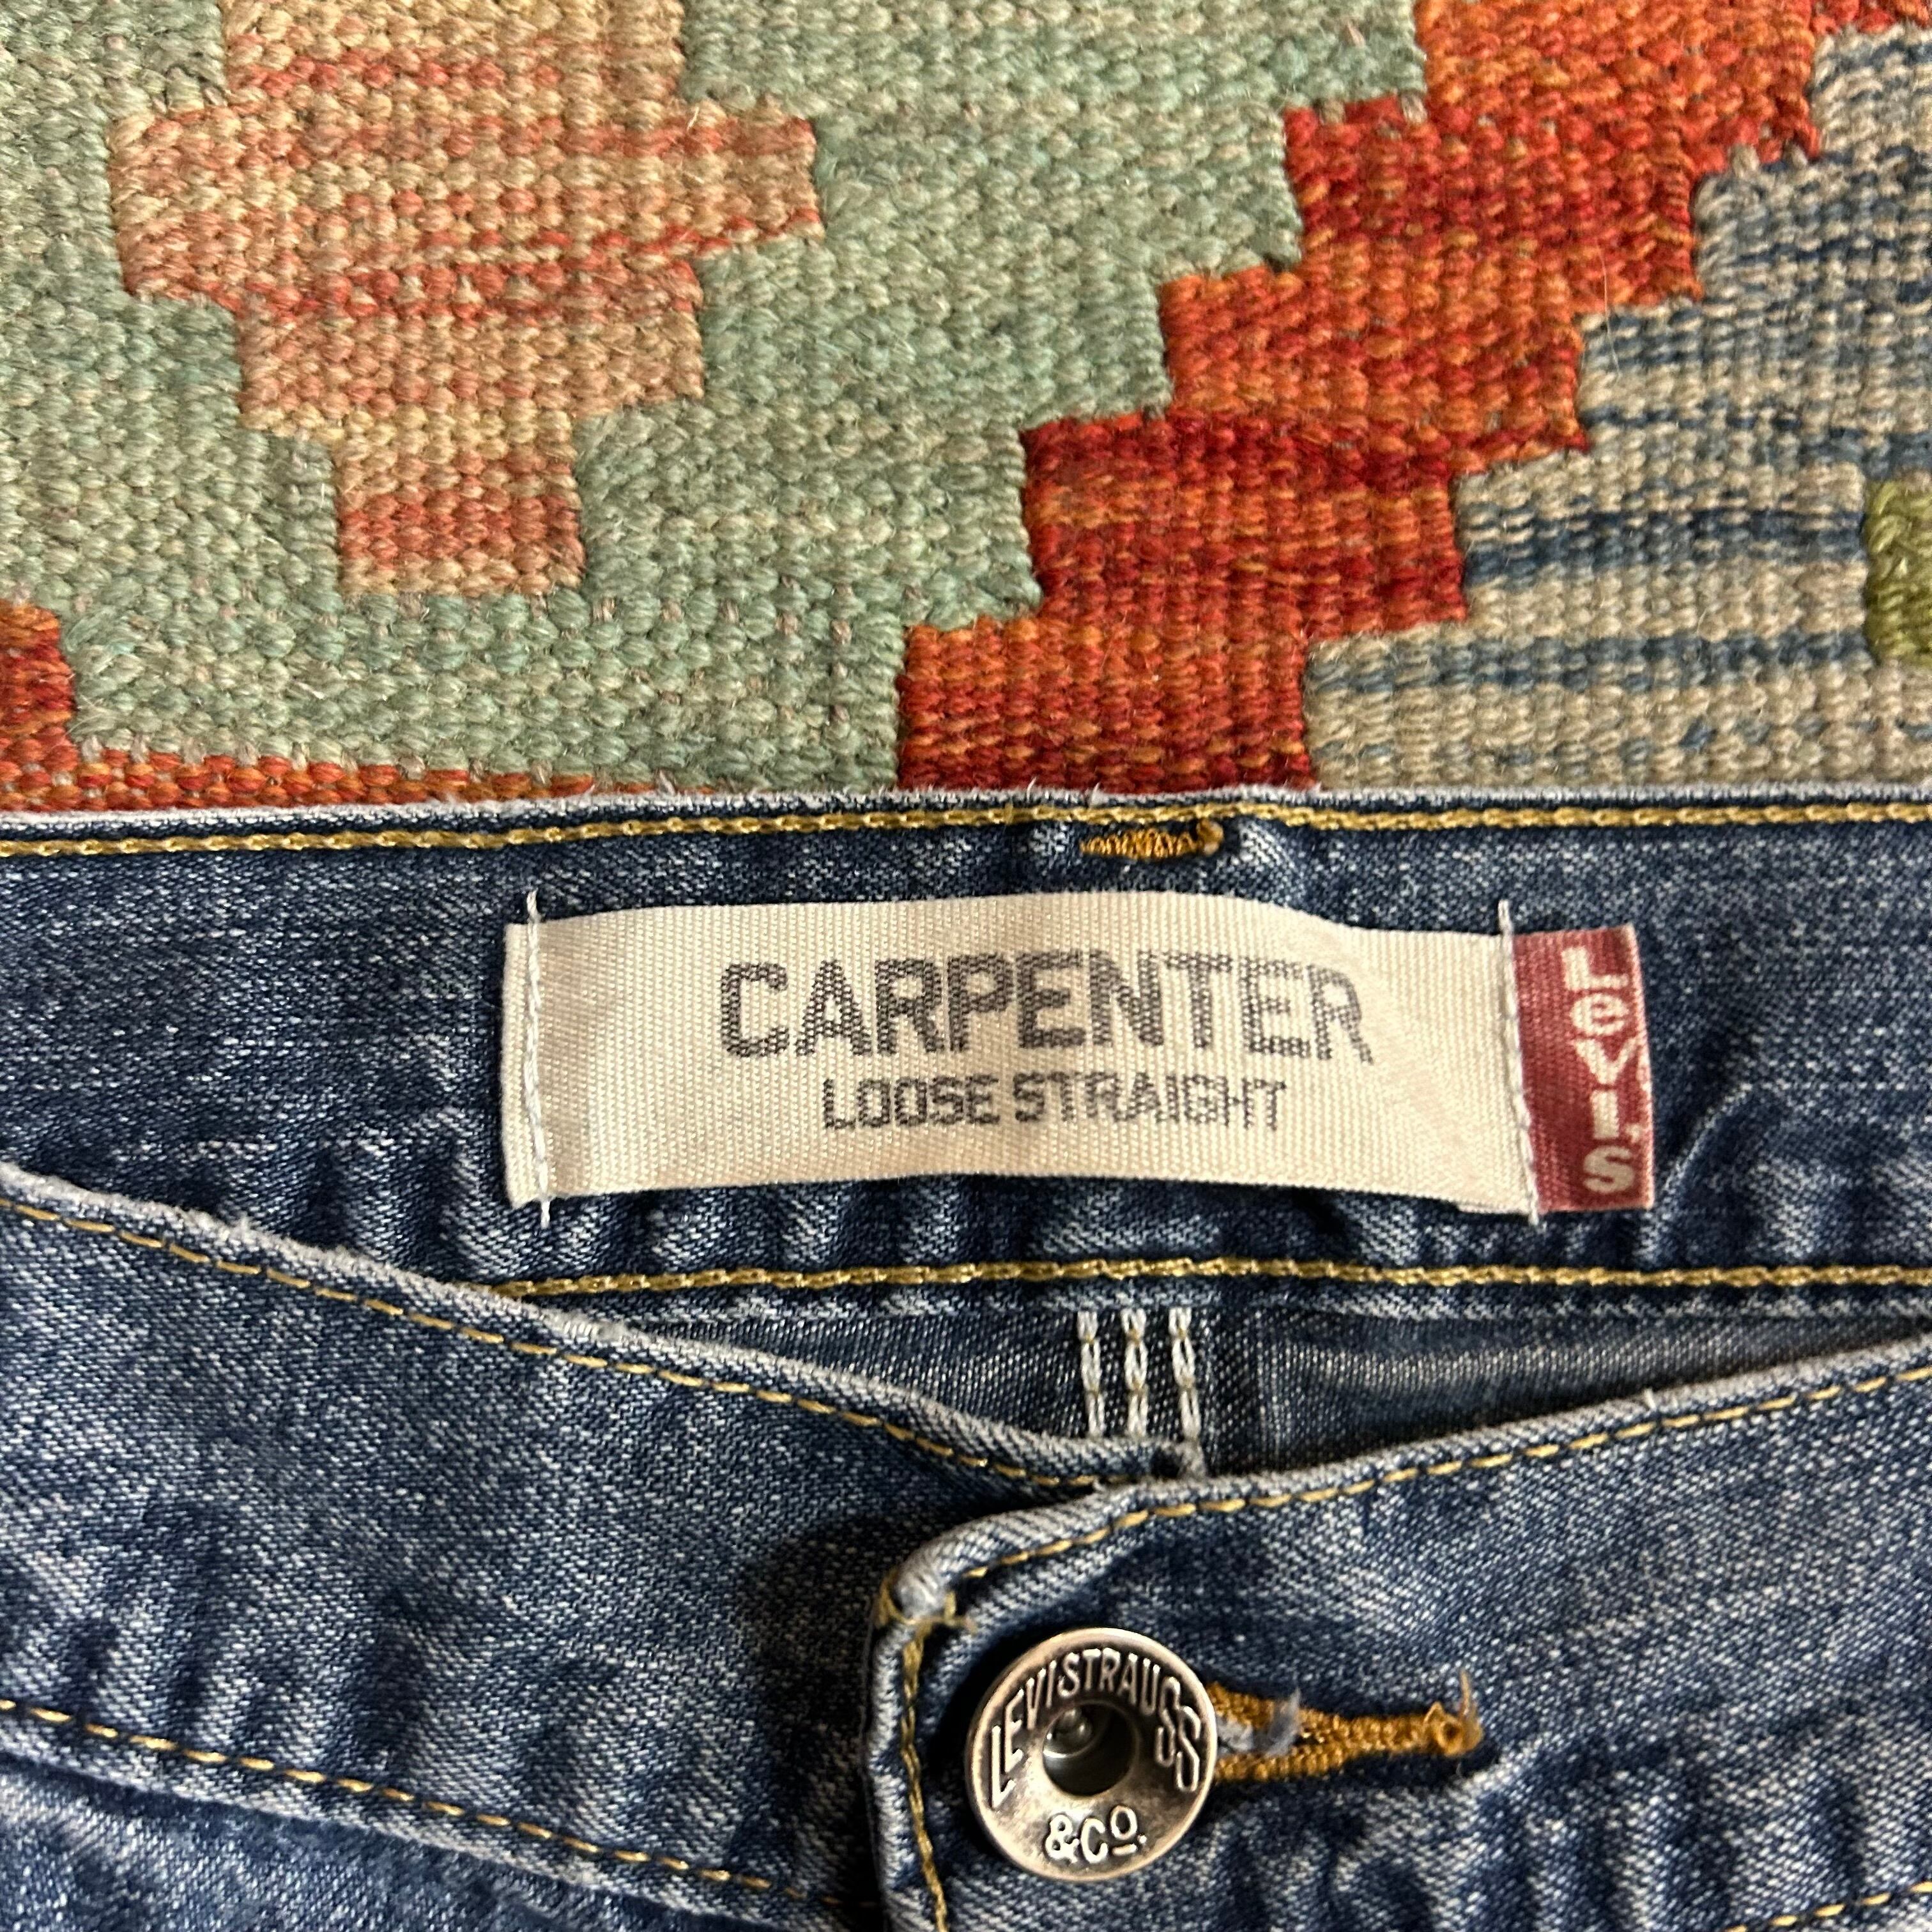 CARPENTER
LOOSE STRAIGHT
LeVI'S
LEVI STRAUSS
& Co.